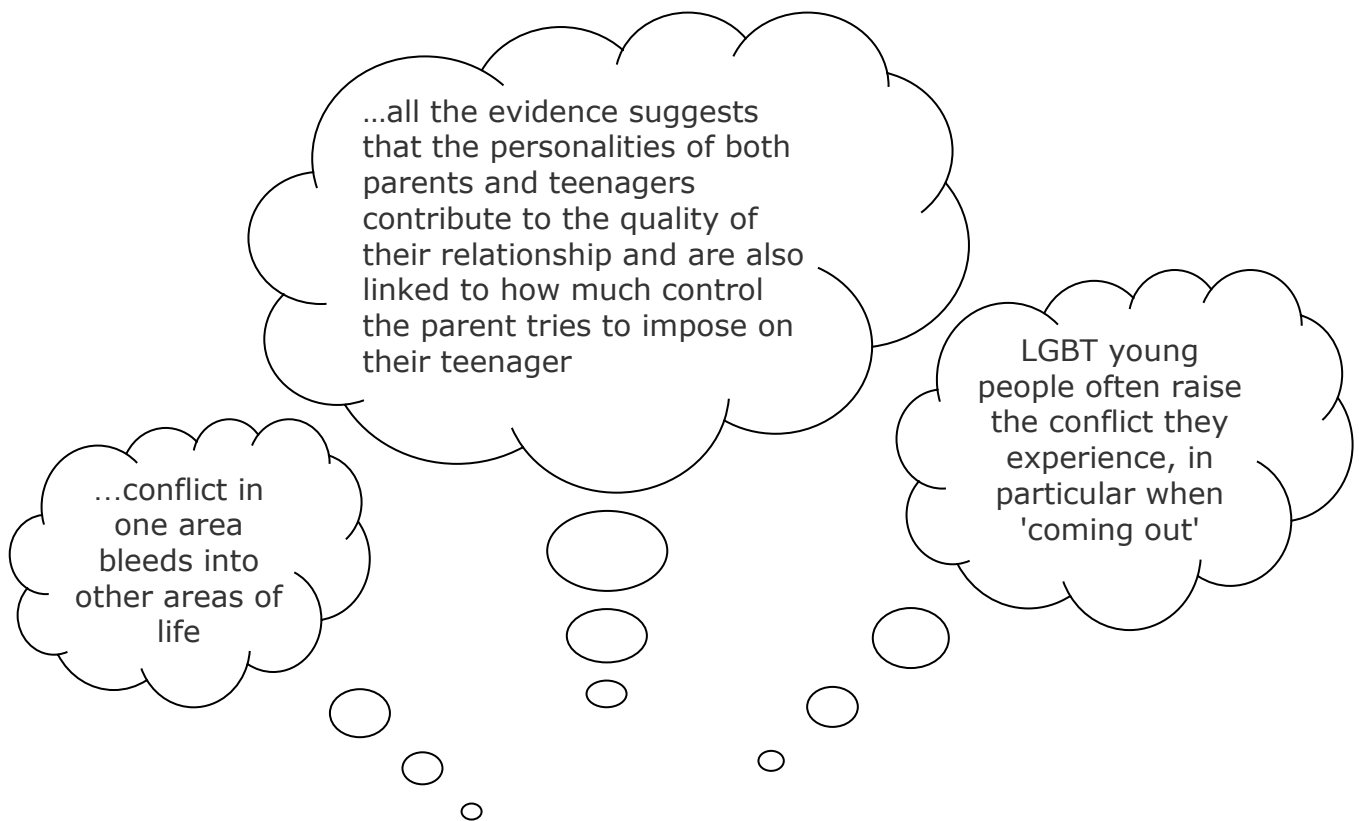 …all the evidence suggests
that the personalities of both
parents and teenagers
contribute to the quality of
their relationship and are also
linked to how much control
the parent tries to impose on
their teenager
LGBT young
people often raise
the conflict they
experience, in
particular when
'coming out'
…conflict in
one area
bleeds into
other areas of
life